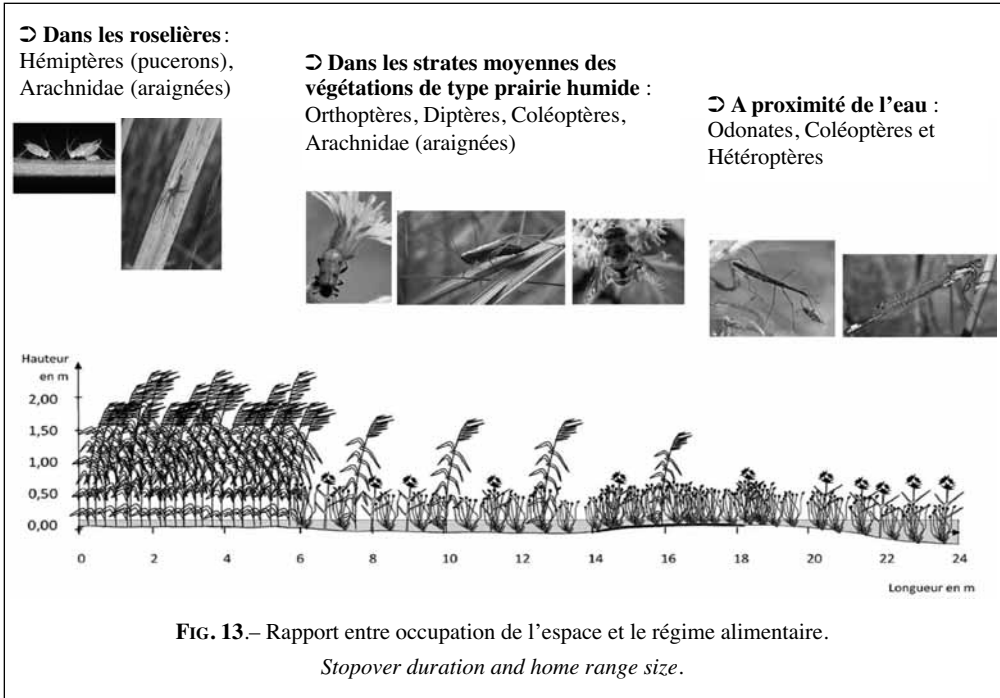 ➲ Dans les roselières :
Hémiptères (pucerons),
Arachnidae (araignées)
➲ Dans les strates moyennes des
végétations de type prairie humide :
Orthoptères, Diptères, Coléoptères,
Arachnidae (araignées)
➲ A proximité de l'eau :
Odonates, Coléoptères et
Hétéroptères
Hauteur
en m
2,00
1,50
1,00
0,50
0,00
0 2 4 6 8 10 12 14 16 18 20 22 24
Longueur en m
FIG. 13.– Rapport entre occupation de l'espace et le régime alimentaire.
Stopover duration and home range size.